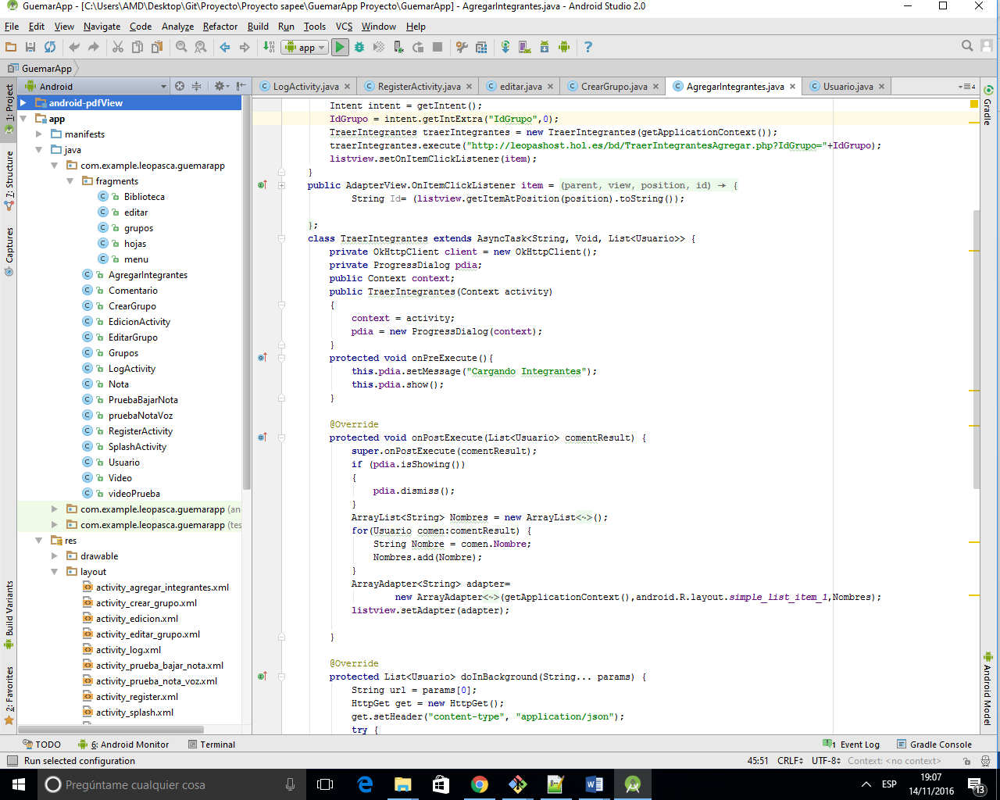 GuemarApp - [C:\Users\AMD\Desktop\Git\Proyecto\Proyecto sapee\GuemarApp Proyecto\GuemarApp] - AgregarIntegrantes.java - Android Studio 2.0
File Edit View Navigate Code Analyze Refactor Build Run Tools VCS Window Help
app
GuemarApp
Android
LogActivity.java RegisterActivity.java editar.java CrearGrupo.java AgregarIntegrantes.java Usuario.java 4
1: Project
7: Structure
Captures
Build Variants
2: Favorites
android-pdfView
app
manifests
java
com.example.leopasca.guemarapp
fragments
Biblioteca
editar
grupos
hojas
menu
AgregarIntegrantes
Comentario
CrearGrupo
EdicionActivity
EditarGrupo
Grupos
LogActivity
Nota
PruebaBajarNota
pruebaNotaVoz
RegisterActivity
SplashActivity
Usuario
Video
videoPrueba
com.example.leopasca.guemarapp (an
com.example.leopasca.guemarapp (tes
res
drawable
layout
activity_agregar_integrantes.xml
activity_crear_grupo.xml
activity_edicion.xml
activity_editar_grupo.xml
activity_log.xml
activity_prueba_bajar_nota.xml
activity_prueba_nota_voz.xml
activity_register.xml
activity_splash.xml
Intent intent = getIntent();
IdGrupo = intent.getIntExtra("IdGrupo",0);
TraerIntegrantes traerIntegrantes = new TraerIntegrantes(getApplicationContext());
traerIntegrantes.execute("http://leopashost.hol.es/bd/TraerIntegrantesAgregar.php?IdGrupo="+IdGrupo);
listview.setOnItemClickListener(item);
}
public AdapterView.OnItemClickListener item = (parent, view, position, id) → {
String Id= (listview.getItemAtPosition(position).toString());
};
class TraerIntegrantes extends AsyncTask<String, Void, List<Usuario>> {
private OkHttpClient client = new OkHttpClient();
private ProgressDialog pdia;
public Context context;
public TraerIntegrantes(Context activity)
{
context = activity;
pdia = new ProgressDialog(context);
}
protected void onPreExecute(){
this.pdia.setMessage("Cargando Integrantes");
this.pdia.show();
}
@Override
protected void onPostExecute(List<Usuario> comentResult) {
super.onPostExecute(comentResult);
if (pdia.isShowing())
{
pdia.dismiss();
}
ArrayList<String> Nombres = new ArrayList<~>();
for(Usuario comen:comentResult) {
String Nombre = comen.Nombre;
Nombres.add(Nombre);
}
ArrayAdapter<String> adapter=
new ArrayAdapter<~>(getApplicationContext(),android.R.layout.simple_list_item_1,Nombres);
listview.setAdapter(adapter);
}
@Override
protected List<Usuario> doInBackground(String... params) {
String url = params[0];
HttpGet get = new HttpGet();
get.setHeader("content-type", "application/json");
try {
Gradle
Android Model
TODO 6: Android Monitor Terminal 1 Event Log Gradle Console
Run selected configuration 45:51 CRLF UTF-8 Context: <no context>
Pregúntame cualquier cosa
ESP
19:07
14/11/2016
13